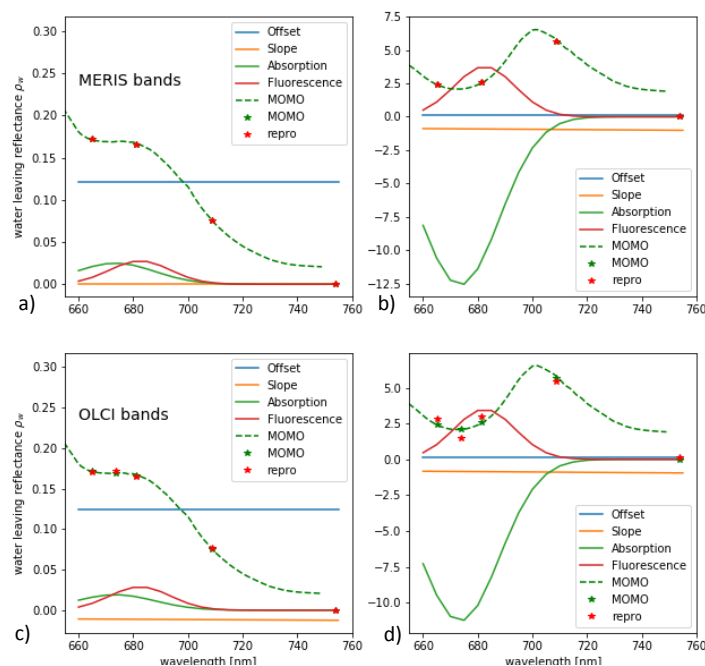 0.30
0.25
0.20
0.15
0.10
0.05
0.00
water leaving reflectance ρw
MERIS bands
Offset
Slope
Absorption
Fluorescence
MOMO
MOMO
repro
660 680 700 720 740 760
a)
7.5
5.0
2.5
0.0
−2.5
−5.0
−7.5
−10.0
−12.5
Offset
Slope
Absorption
Fluorescence
MOMO
MOMO
repro
660 680 700 720 740 760
b)
0.30
0.25
0.20
0.15
0.10
0.05
0.00
water leaving reflectance ρw
OLCI bands
Offset
Slope
Absorption
Fluorescence
MOMO
MOMO
repro
660 680 700 720 740 760
wavelength [nm]
c)
5.0
2.5
0.0
−2.5
−5.0
−7.5
−10.0
Offset
Slope
Absorption
Fluorescence
MOMO
MOMO
repro
660 680 700 720 740 760
wavelength [nm]
d)